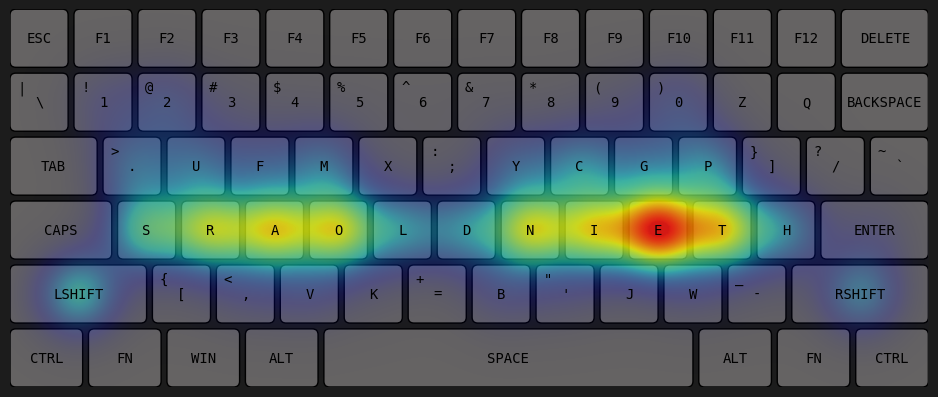 ESC F1 F2 F3 F4 F5 F6 F7 F8 F9 F10 F11 F12 DELETE
| \ ! 1 @ 2 # 3 $ 4 % 5 ^ 6 & 7 * 8 ( 9 ) 0 Z Q BACKSPACE
TAB > . U F M X : ; Y C G P } ] ? / ~ `
CAPS S R A O L D N I E T H ENTER
LSHIFT { [ < , V K + = B " ' J W _ - RSHIFT
CTRL FN WIN ALT SPACE ALT FN CTRL